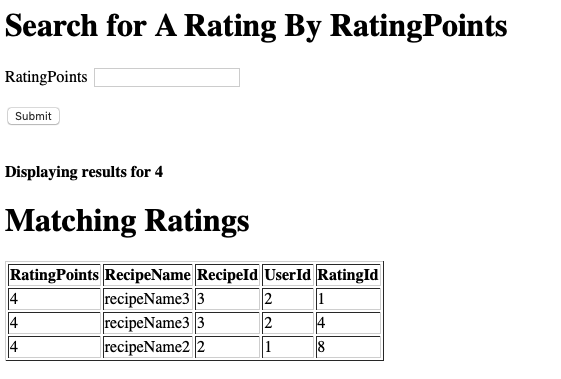 Search for A Rating By RatingPoints
RatingPoints
Submit
Displaying results for 4
Matching Ratings
RatingPoints RecipeName RecipeId UserId RatingId
4 recipeName3 3 2 1
4 recipeName3 3 2 4
4 recipeName2 2 1 8